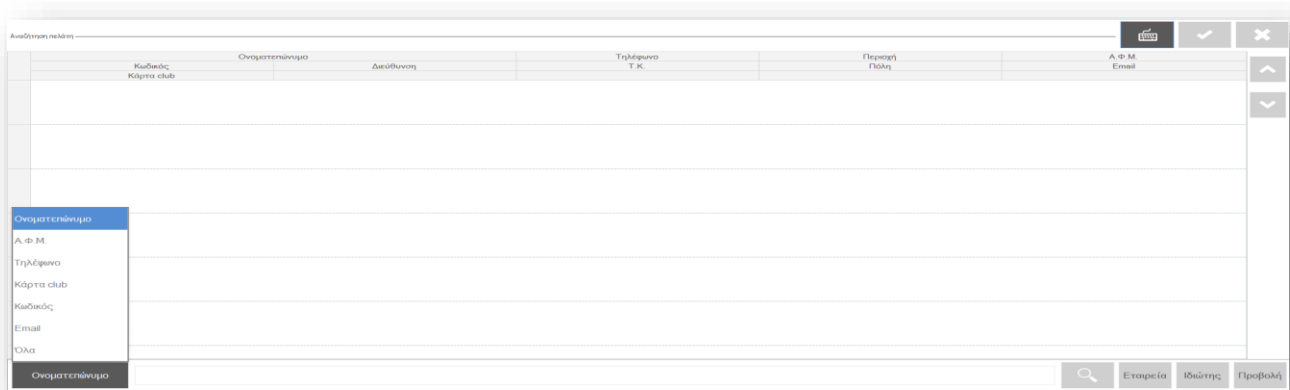 Αναζήτηση πελάτη
Ονοματεπώνυμο Τηλέφωνο Περιοχή Α.Φ.Μ.
Κωδικός Διεύθυνση Τ.Κ. Πόλη Email
Κάρτα club
Ονοματεπώνυμο
Α.Φ.Μ.
Τηλέφωνο
Κάρτα club
Κωδικός
Email
Όλα
Ονοματεπώνυμο Εταιρεία Ιδιώτης Προβολή